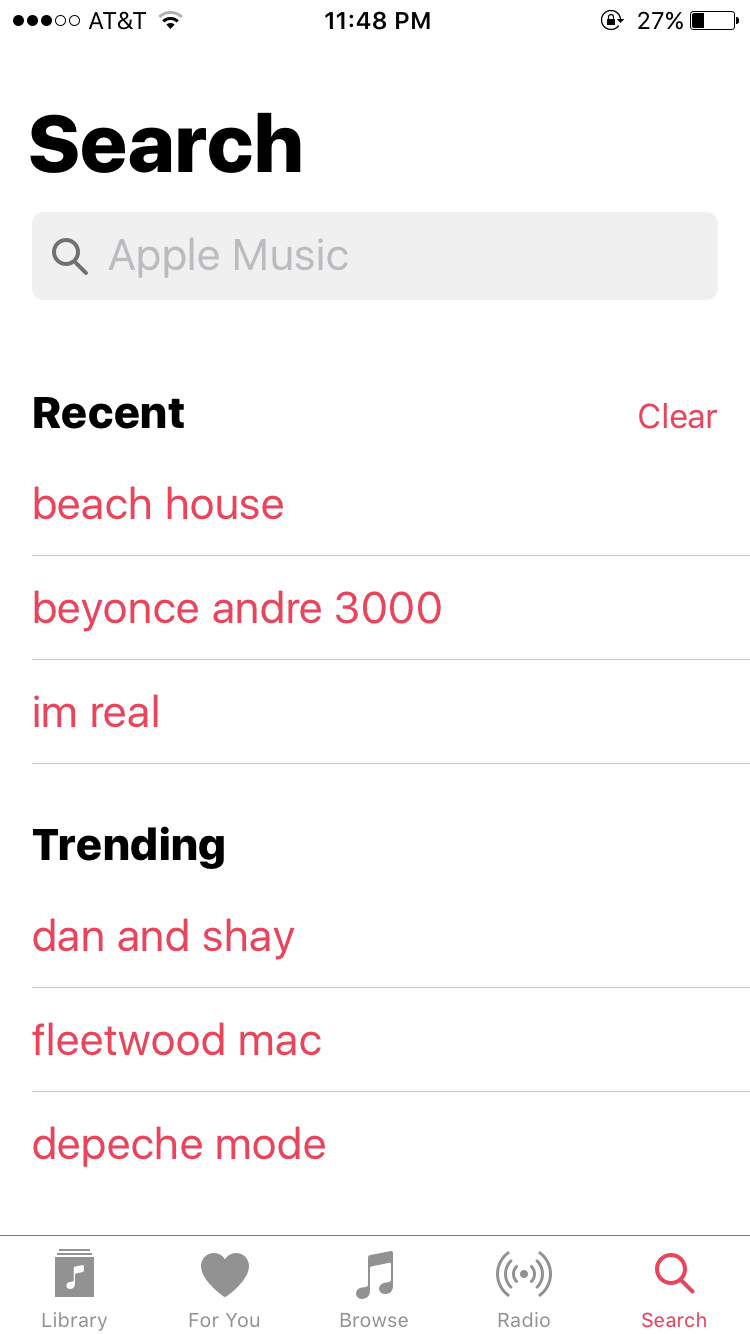 AT&T 11:48 PM 27%
Search
Apple Music
Recent Clear
beach house
beyonce andre 3000
im real
Trending
dan and shay
fleetwood mac
depeche mode
Library For You Browse Radio Search